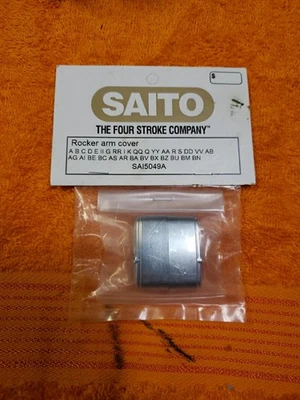 $
SAITO
THE FOUR STROKE COMPANY™
Rocker arm cover
A B C D E II G RR I K QQ Q YY AA R S DD VV AB
AG AI BE BC AS AR BA BV BX BZ BU BM BN
SAI5049A